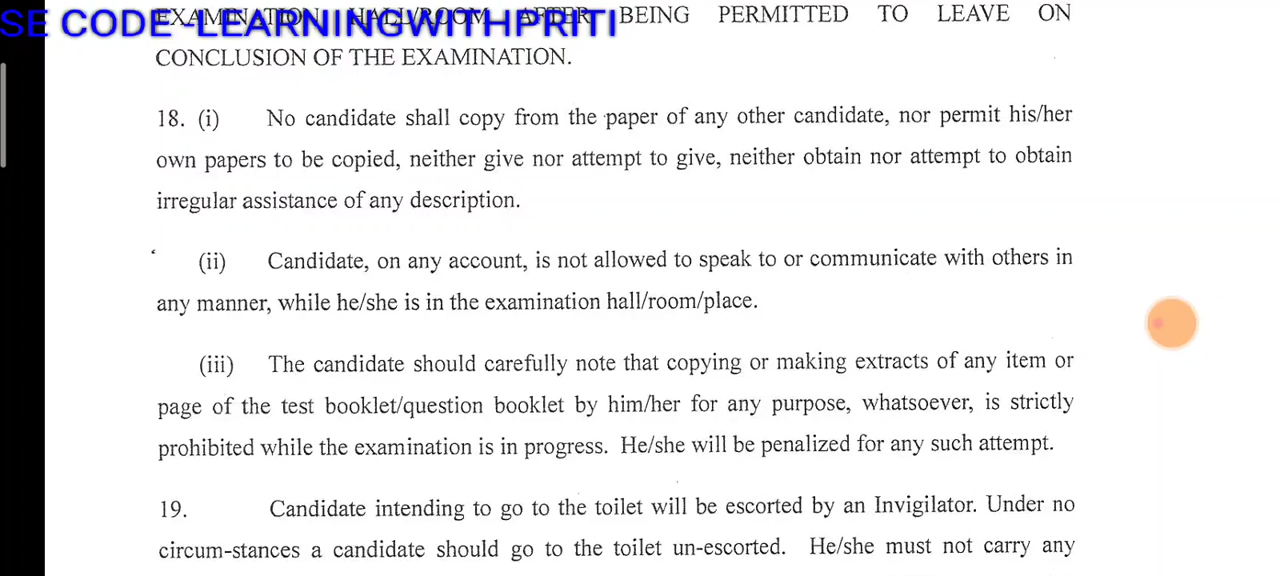 SE CODE-LEARNINGWITHPRITI
EXAMINATION HALL/ROOM AFTER BEING PERMITTED TO LEAVE ON
CONCLUSION OF THE EXAMINATION.
18. (i) No candidate shall copy from the paper of any other candidate, nor permit his/her
own papers to be copied, neither give nor attempt to give, neither obtain nor attempt to obtain
irregular assistance of any description.
(ii) Candidate, on any account, is not allowed to speak to or communicate with others in
any manner, while he/she is in the examination hall/room/place.
(iii) The candidate should carefully note that copying or making extracts of any item or
page of the test booklet/question booklet by him/her for any purpose, whatsoever, is strictly
prohibited while the examination is in progress. He/she will be penalized for any such attempt.
19. Candidate intending to go to the toilet will be escorted by an Invigilator. Under no
circum-stances a candidate should go to the toilet un-escorted. He/she must not carry any